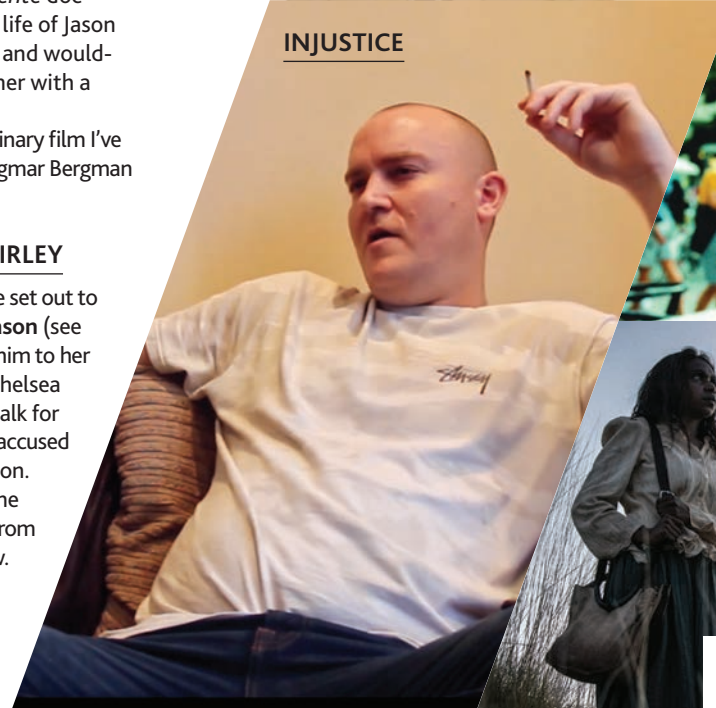 life of Jason
and would-
her with a
inary film I've
gmar Bergman
IRLEY
e set out to
ason (see
him to her
helsea
alk for
accused
on.
he
rom
w.
INJUSTICE
Stüssy